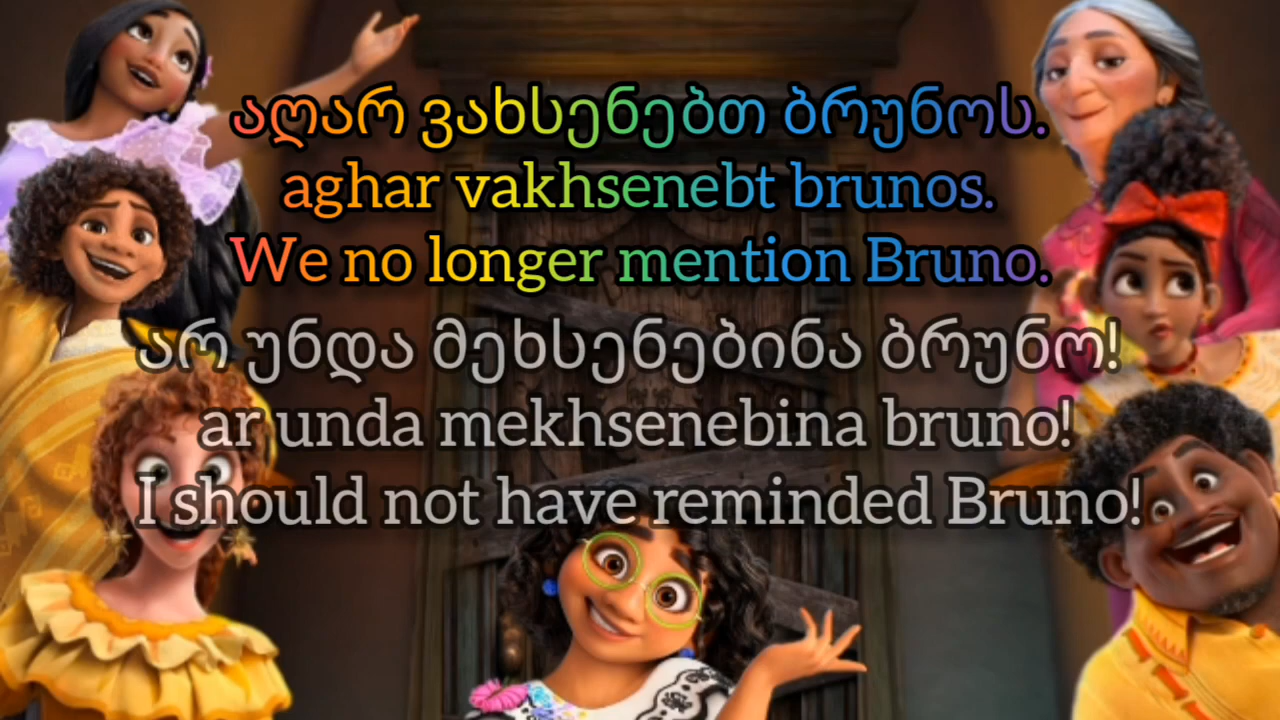 აღარ ვახსენებთ ბრუნოს.
aghar vakhsenebt brunos.
We no longer mention Bruno.
არ უნდა მეხსენებინა ბრუნო!
ar unda mekhsenebina bruno!
I should not have reminded Bruno!